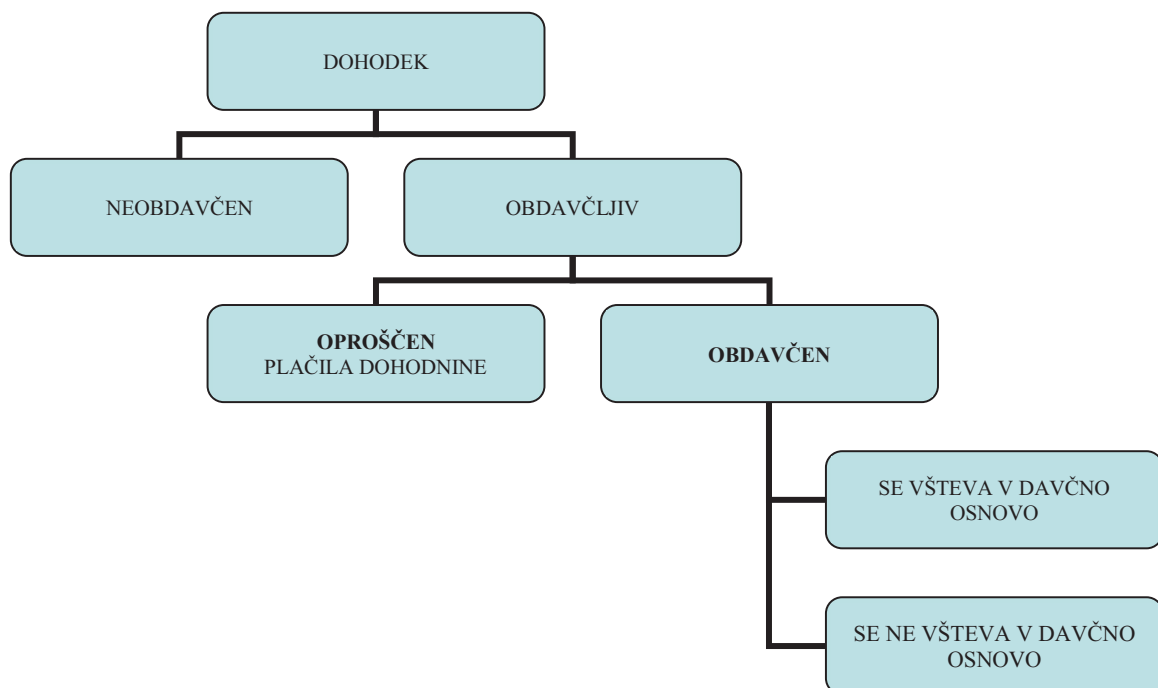 DOHODEK
NEOBDAVČEN
OBDAVČLJIV
OPROŠČEN
PLAČILA DOHODNINE
OBDAVČEN
SE VŠTEVA V DAVČNO
OSNOVO
SE NE VŠTEVA V DAVČNO
OSNOVO